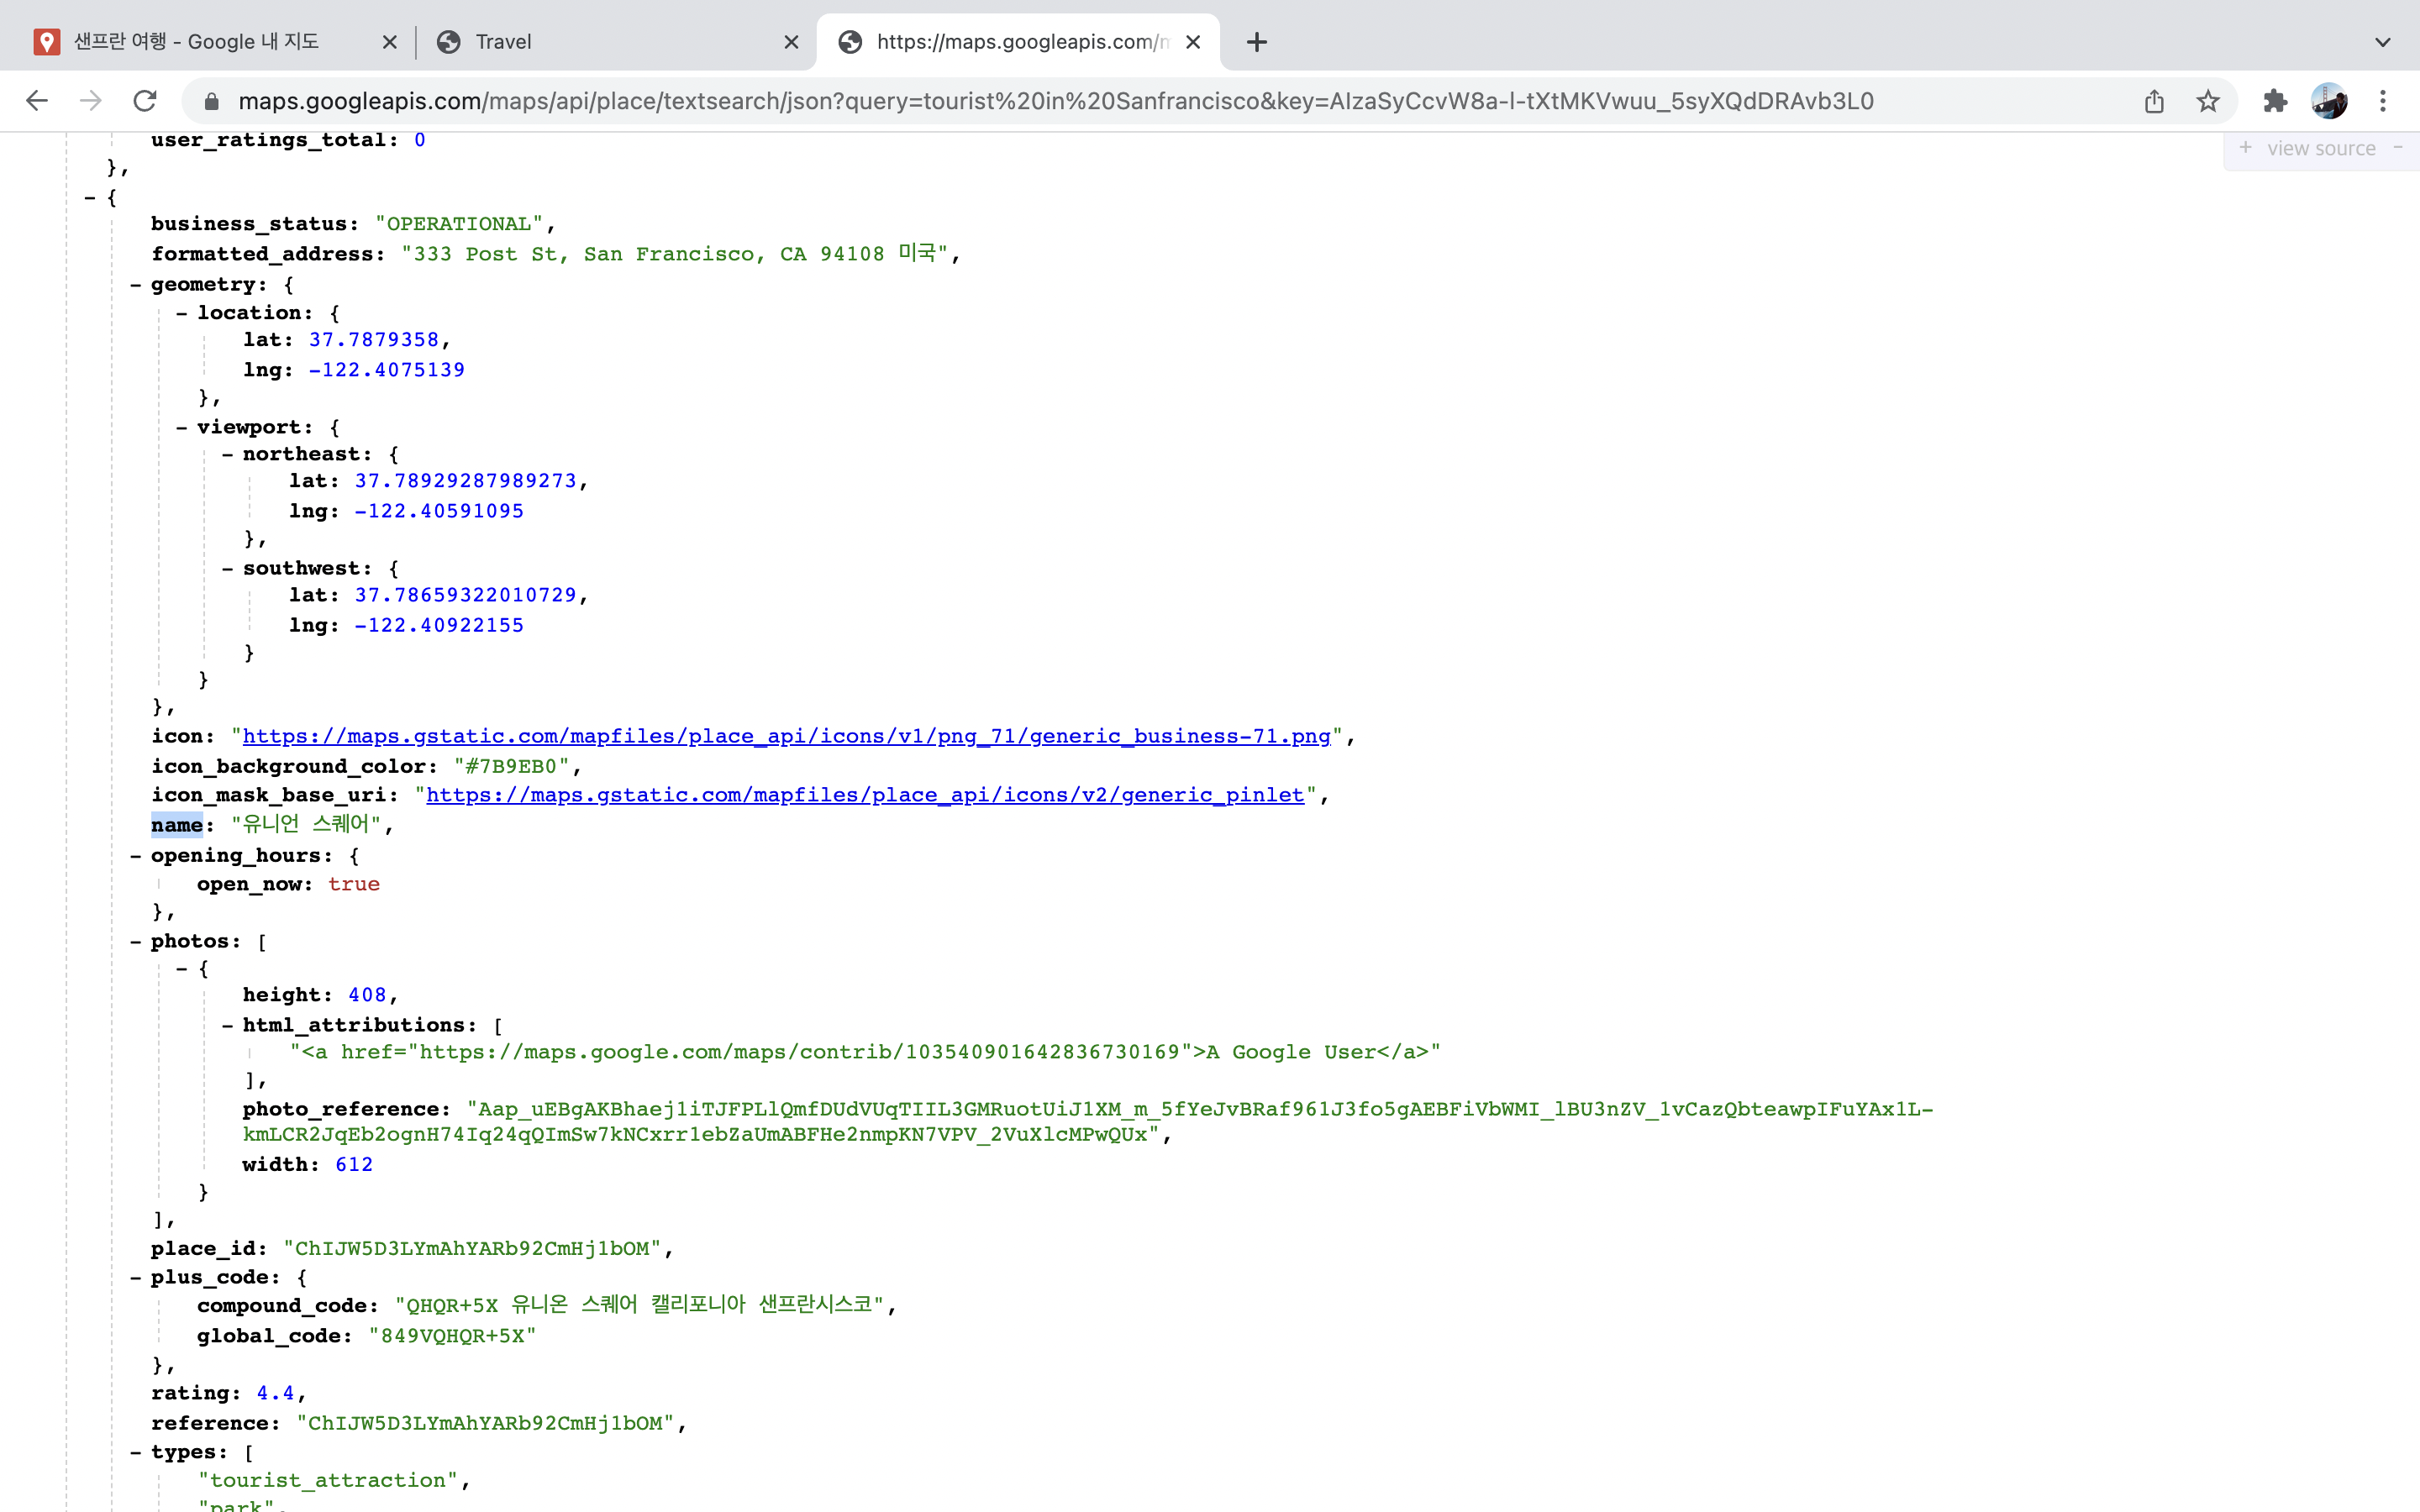 샌프란 여행 - Google 내 지도
Travel
https://maps.googleapis.com/m
maps.googleapis.com/maps/api/place/textsearch/json?query=tourist%20in%20Sanfrancisco&key=AIzaSyCcvW8a-l-tXtMKVwuu_5syXQdDRAvb3L0
+ view source -
user_ratings_total: 0
},
- {
business_status: "OPERATIONAL",
formatted_address: "333 Post St, San Francisco, CA 94108 미국",
- geometry: {
- location: {
lat: 37.7879358,
lng: -122.4075139
},
- viewport: {
- northeast: {
lat: 37.78929287989273,
lng: -122.40591095
},
- southwest: {
lat: 37.78659322010729,
lng: -122.40922155
}
}
},
icon: "https://maps.gstatic.com/mapfiles/place_api/icons/v1/png_71/generic_business-71.png",
icon_background_color: "#7B9EB0",
icon_mask_base_uri: "https://maps.gstatic.com/mapfiles/place_api/icons/v2/generic_pinlet",
name: "유니언 스퀘어",
- opening_hours: {
open_now: true
},
- photos: [
- {
height: 408,
- html_attributions: [
"<a href="https://maps.google.com/maps/contrib/103540901642836730169">A Google User</a>"
],
photo_reference: "Aap_uEBgAKBhaej1iTJFPLlQmfDUdVUqTIIL3GMRuotUiJ1XM_m_5fYeJvBRaf961J3fo5gAEBFiVbWMI_lBU3nZV_1vCazQbteawpIFuYAx1L-
kmLCR2JqEb2ognH74Iq24qQImSw7kNCxrr1ebZaUmABFHe2nmpKN7VPV_2VuXlcMPwQUx",
width: 612
}
],
place_id: "ChIJW5D3LYmAhYARb92CmHj1bOM",
- plus_code: {
compound_code: "QHQR+5X 유니온 스퀘어 캘리포니아 샌프란시스코",
global_code: "849VQHQR+5X"
},
rating: 4.4,
reference: "ChIJW5D3LYmAhYARb92CmHj1bOM",
- types: [
"tourist_attraction",
"park",